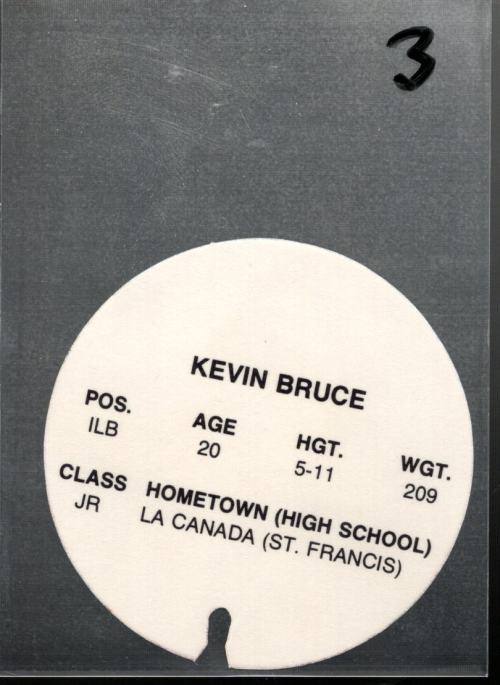 3
KEVIN BRUCE
POS. AGE HGT. WGT.
ILB 20 5-11 209
CLASS HOMETOWN (HIGH SCHOOL)
JR LA CANADA (ST. FRANCIS)